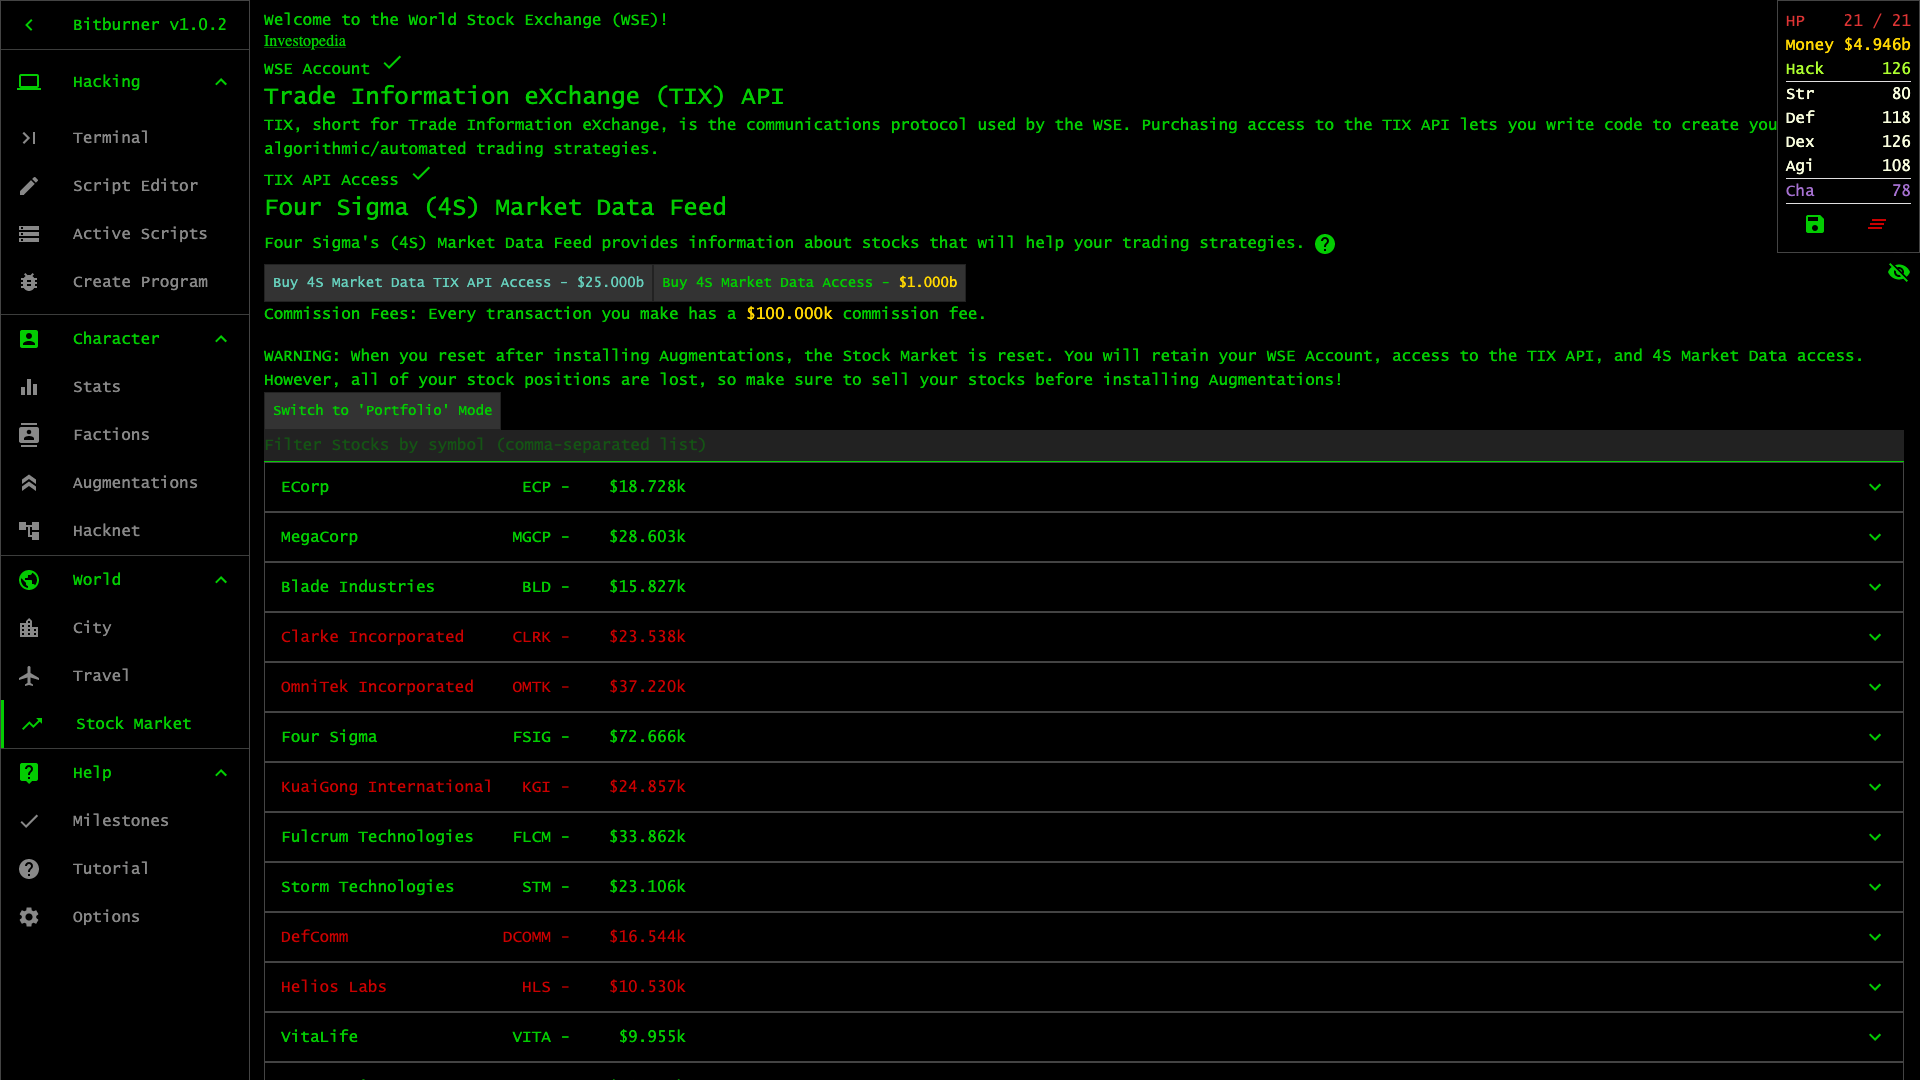 Bitburner v1.0.2
Hacking
Terminal
Script Editor
Active Scripts
Create Program
Character
Stats
Factions
Augmentations
Hacknet
World
City
Travel
Stock Market
Help
Milestones
Tutorial
Options
Welcome to the World Stock Exchange (WSE)!
Investopedia
WSE Account
Trade Information eXchange (TIX) API
TIX, short for Trade Information eXchange, is the communications protocol used by the WSE. Purchasing access to the TIX API lets you write code to create
algorithmic/automated trading strategies.
TIX API Access
Four Sigma (4S) Market Data Feed
Four Sigma's (4S) Market Data Feed provides information about stocks that will help your trading strategies. ?
Buy 4S Market Data TIX API Access - $25.000b Buy 4S Market Data Access - $1.000b
Commission Fees: Every transaction you make has a $100.000k commission fee.
WARNING: When you reset after installing Augmentations, the Stock Market is reset. You will retain your WSE Account, access to the TIX API, and 4S Market Data access.
However, all of your stock positions are lost, so make sure to sell your stocks before installing Augmentations!
Switch to 'Portfolio' Mode
Filter Stocks by symbol (comma-separated list)
ECorp ECP - $18.728k
MegaCorp MGCP - $28.603k
Blade Industries BLD - $15.827k
Clarke Incorporated CLRK - $23.538k
OmniTek Incorporated OMTK - $37.220k
Four Sigma FSIG - $72.666k
KuaiGong International KGI - $24.857k
Fulcrum Technologies FLCM - $33.862k
Storm Technologies STM - $23.106k
DefComm DCOMM - $16.544k
Helios Labs HLS - $10.530k
VitaLife VITA - $9.955k
HP 21 / 21
Money $4.946b
Hack 126
Str 80
Def 118
Dex 126
Agi 108
Cha 78